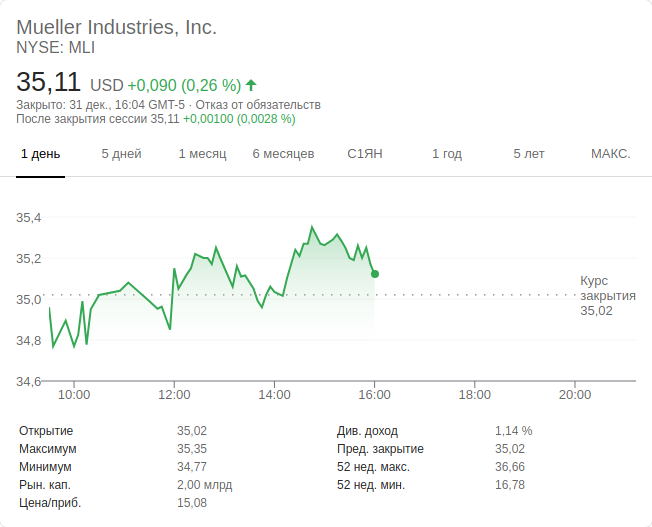 Mueller Industries, Inc.
NYSE: MLI
35,11 USD +0,090 (0,26 %)
Закрыто: 31 дек., 16:04 GMT-5 · Отказ от обязательств
После закрытия сессии 35,11 +0,00100 (0,0028 %)
1 день 5 дней 1 месяц 6 месяцев С1ЯН 1 год 5 лет МАКС.
35,4
35,2
35,0
34,8
34,6
Курс
закрытия
35,02
10:00 12:00 14:00 16:00 18:00 20:00
Открытие 35,02 Див. доход 1,14 %
Максимум 35,35 Пред. закрытие 35,02
Минимум 34,77 52 нед. макс. 36,66
Рын. кап. 2,00 млрд 52 нед. мин. 16,78
Цена/приб. 15,08